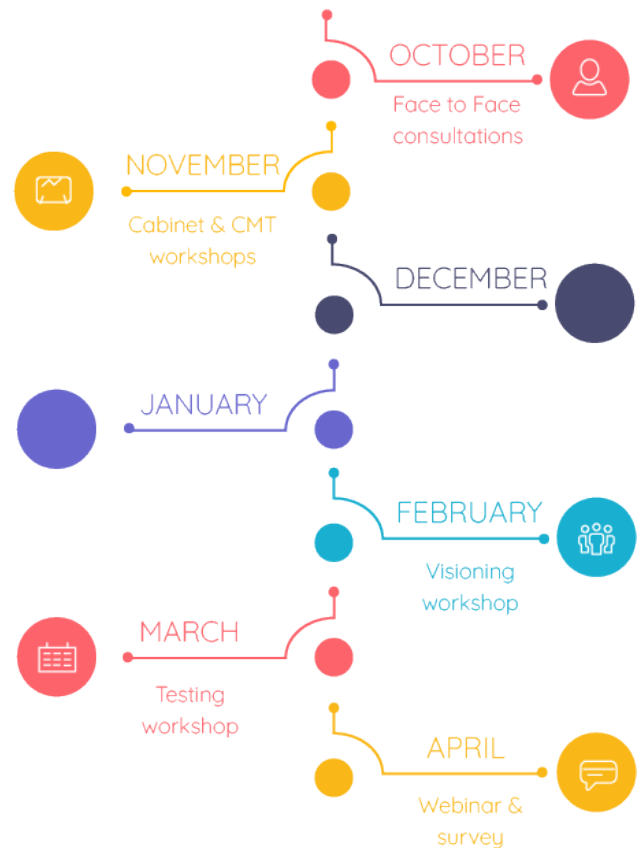 OCTOBER
Face to Face
consultations
NOVEMBER
Cabinet & CMT
workshops
DECEMBER
JANUARY
FEBRUARY
Visioning
workshop
MARCH
Testing
workshop
APRIL
Webinar &
survey